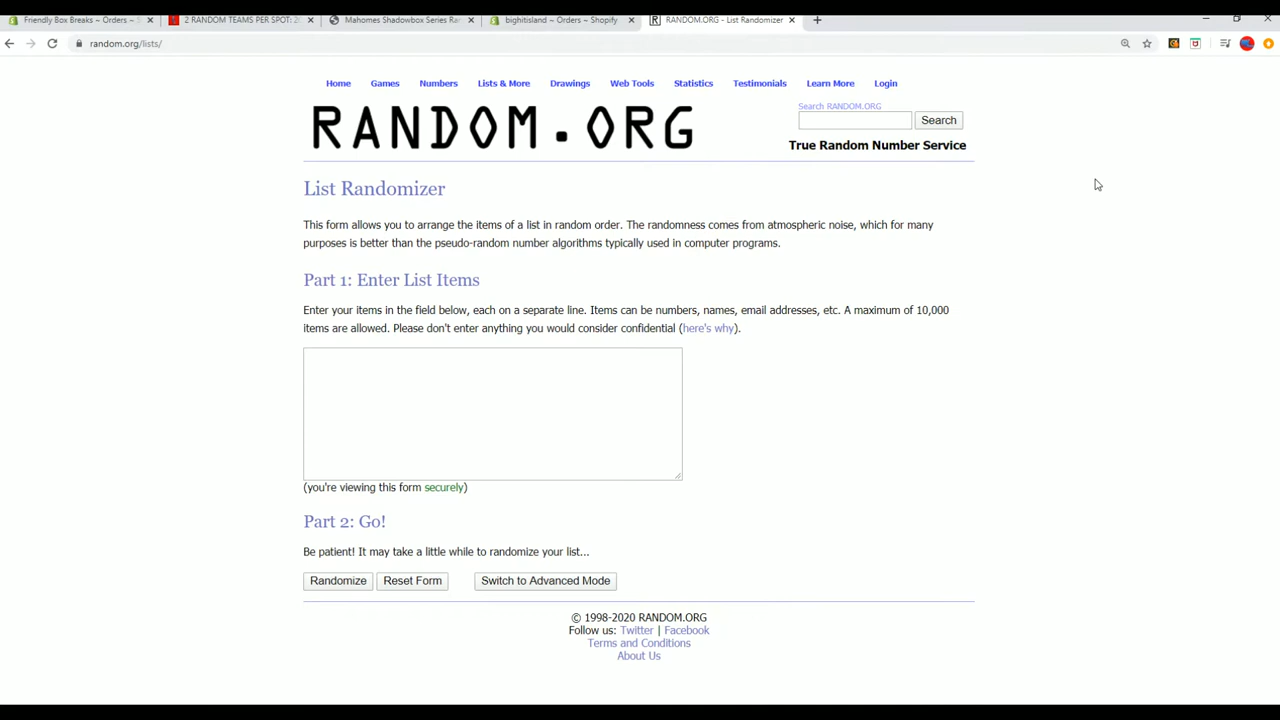 Friendly Box Breaks ~ Orders ~ S
2 RANDOM TEAMS PER SPOT: 20
Mahomes Shadowbox Series Ran
bighitisland ~ Orders ~ Shopify
RANDOM.ORG - List Randomizer
random.org/lists/
Home Games Numbers Lists & More Drawings Web Tools Statistics Testimonials Learn More Login
RANDOM.ORG
Search RANDOM.ORG
Search
True Random Number Service
List Randomizer
This form allows you to arrange the items of a list in random order. The randomness comes from atmospheric noise, which for many
purposes is better than the pseudo-random number algorithms typically used in computer programs.
Part 1: Enter List Items
Enter your items in the field below, each on a separate line. Items can be numbers, names, email addresses, etc. A maximum of 10,000
items are allowed. Please don't enter anything you would consider confidential (here's why).
(you're viewing this form securely)
Part 2: Go!
Be patient! It may take a little while to randomize your list...
Randomize Reset Form Switch to Advanced Mode
© 1998-2020 RANDOM.ORG
Follow us: Twitter | Facebook
Terms and Conditions
About Us